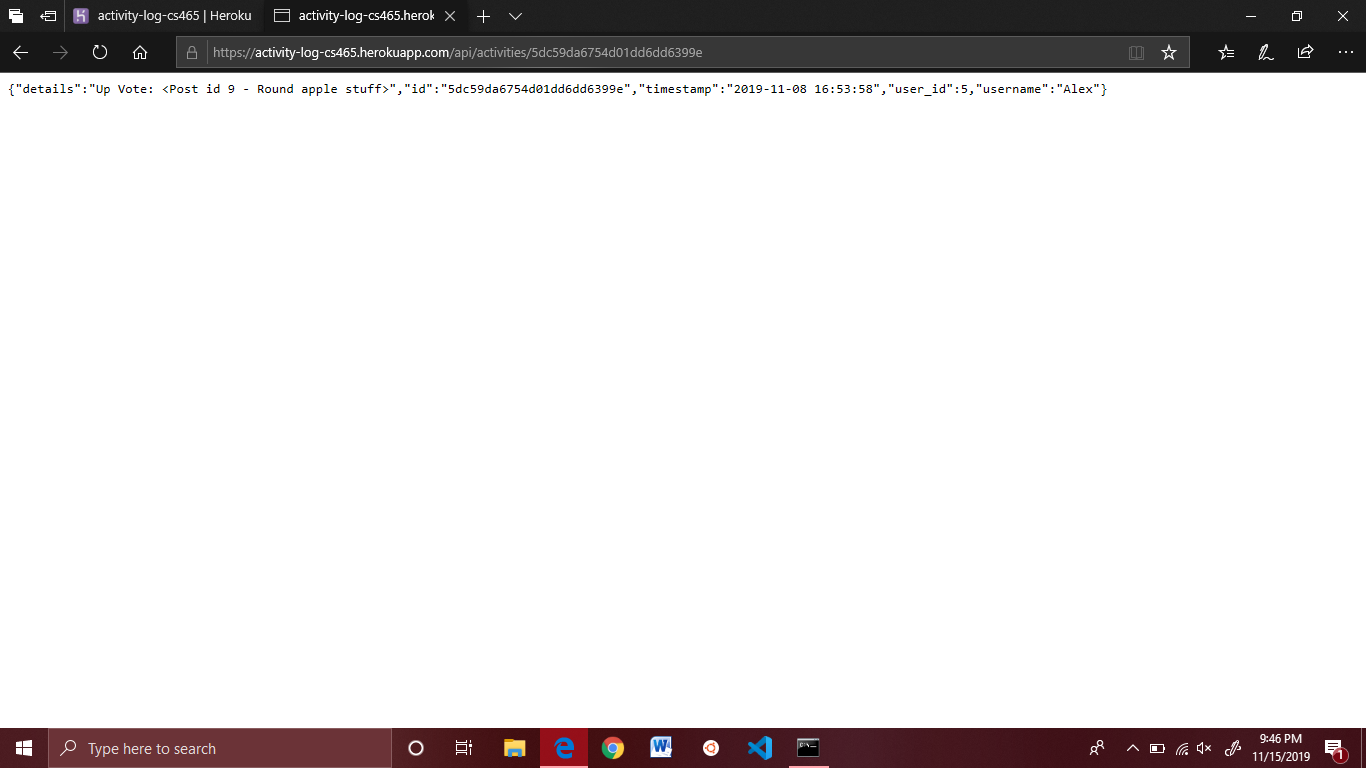 activity-log-cs465 | Heroku
activity-log-cs465.herok
https://activity-log-cs465.herokuapp.com/api/activities/5dc59da6754d01dd6dd6399e
{"details":"Up Vote: <Post id 9 - Round apple stuff>","id":"5dc59da6754d01dd6dd6399e","timestamp":"2019-11-08 16:53:58","user_id":5,"username":"Alex"}
Type here to search
9:46 PM
11/15/2019
1